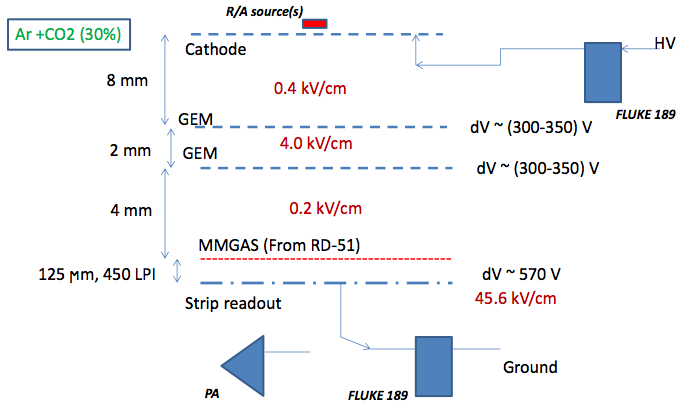 R/A source(s)
Ar +CO2 (30%)
HV
Cathode
8 mm
0.4 kV/cm
FLUKE 189
GEM
dV ~ (300-350) V
4.0 kV/cm
2 mm
GEM
dV ~ (300-350) V
4 mm
0.2 kV/cm
MMGAS (From RD-51)
125 μm, 450 LPI
dV ~ 570 V
Strip readout
45.6 kV/cm
Ground
PA
FLUKE 189